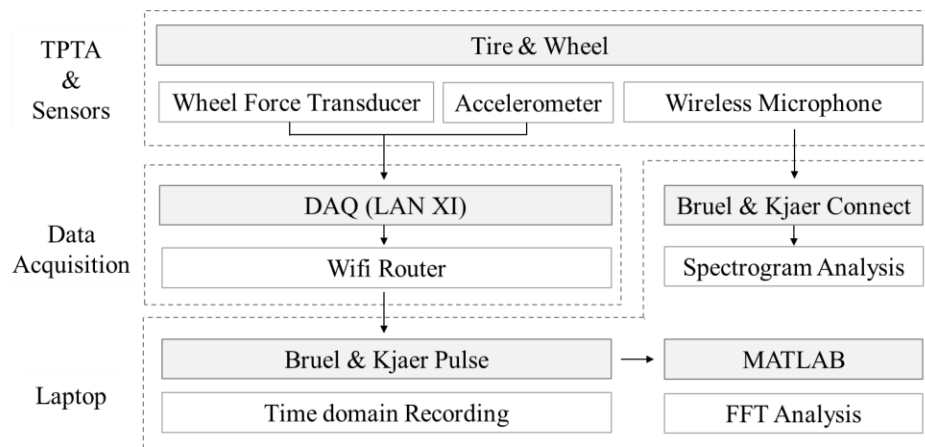 TPTA
&
Sensors
Tire & Wheel
Wheel Force Transducer
Accelerometer
Wireless Microphone
Data
Acquisition
DAQ (LAN XI)
Wifi Router
Bruel & Kjaer Connect
Spectrogram Analysis
Laptop
Bruel & Kjaer Pulse
Time domain Recording
MATLAB
FFT Analysis